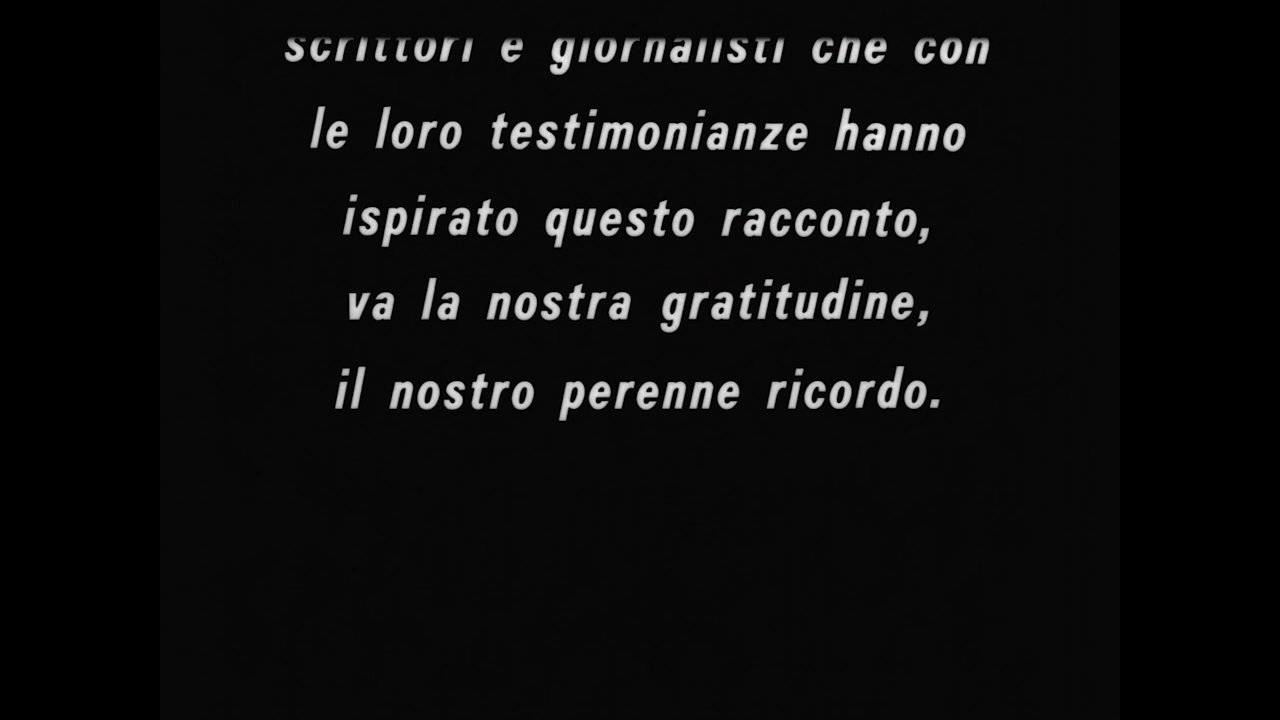 scrittori e giornalisti che con
le loro testimonianze hanno
ispirato questo racconto,
va la nostra gratitudine,
il nostro perenne ricordo.